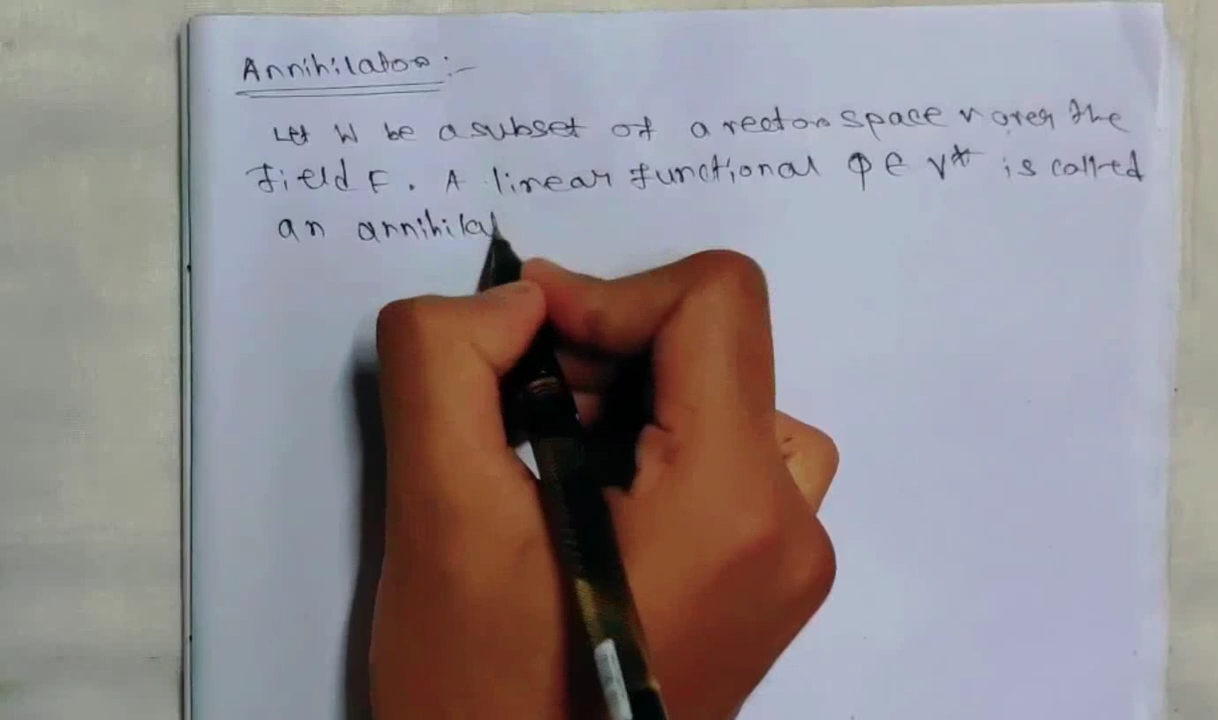 Annihilator :-
Let W be a subset of a vector space V over the
field F. A linear functional φ ∈ V* is called
an annihila